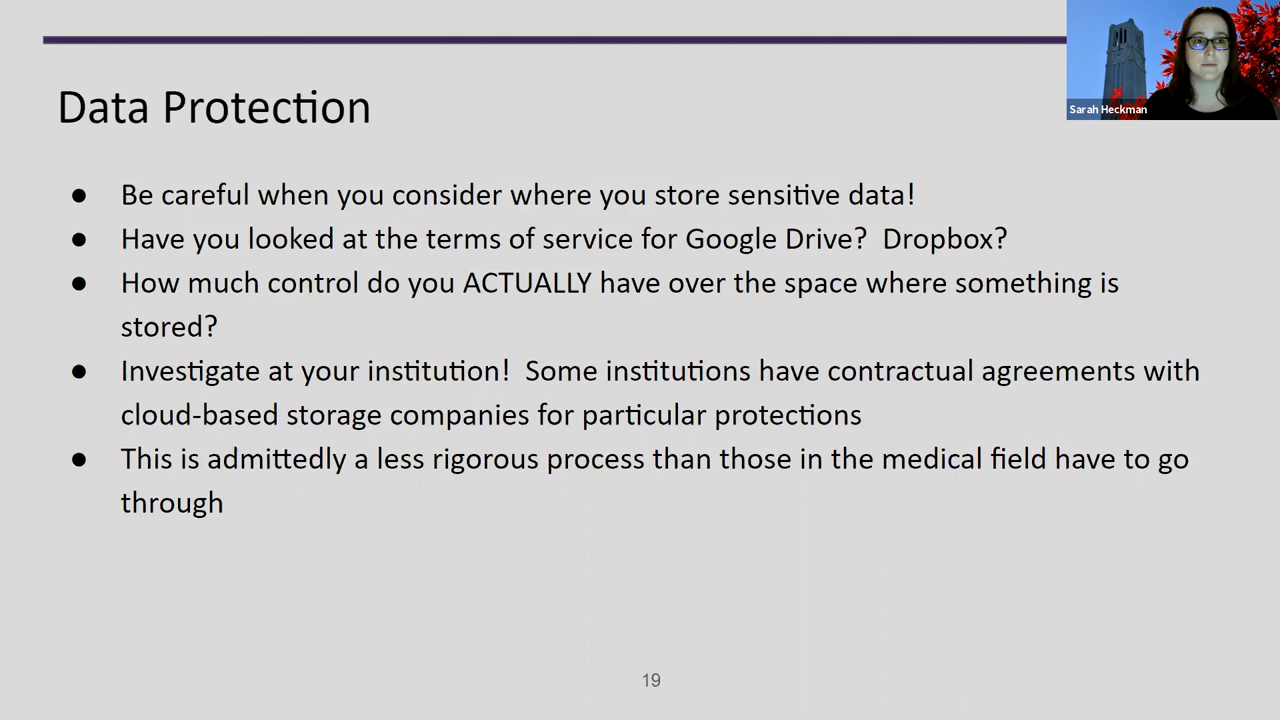 Sarah Heckman
Data Protection
● Be careful when you consider where you store sensitive data!
● Have you looked at the terms of service for Google Drive?  Dropbox?
● How much control do you ACTUALLY have over the space where something is
stored?
● Investigate at your institution!  Some institutions have contractual agreements with
cloud-based storage companies for particular protections
● This is admittedly a less rigorous process than those in the medical field have to go
through
19